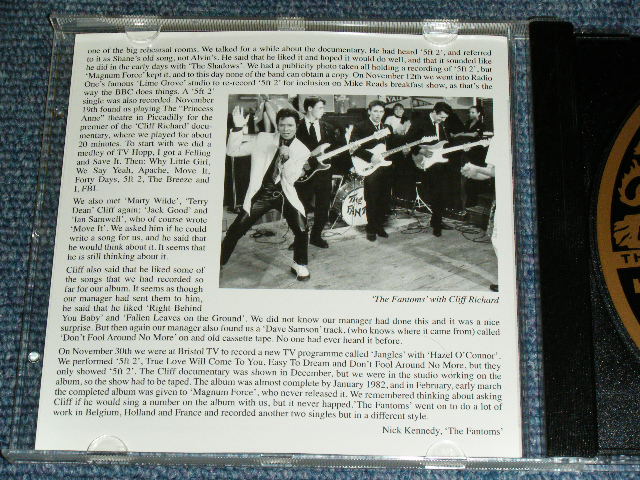 one of the big rehearsal rooms. We talked for a while about the documentary. He had heard '5ft 2', and referred
to it as Shane's old song, not Alvin's. He said that he liked it and hoped it would do well, and that it sounded like
he did in the early days with 'The Shadows'. We had a publicity photo taken all holding a recording of '5ft 2', but
'Magnum Force' kept it, and to this day none of the band can obtain a copy. On November 12th we went into Radio
One's famous 'Lime Grove' studio to re-record '5ft 2' for inclusion on Mike Reads breakfast show, as that's the
way the BBC does things. A '5ft 2'
single was also recorded. November
19th found us playing The "Princess
Anne" theatre in Piccadilly for the
premier of the 'Cliff Richard' docu-
mentary, where we played for about
20 minutes. To start with we did a
medley of TV Hopp, I got a Felling
and Save It. Then: Why Little Girl,
We Say Yeah, Apache, Move It,
Forty Days, 5ft 2, The Breeze and
I, FBI.
We also met 'Marty Wilde', 'Terry
Dean' Cliff again; 'Jack Good' and
'Ian Samwell', who of course wrote
'Move It'. We asked him if he could
write a song for us, and he said that
he would think about it. It seems that
he is still thinking about it.
THE
FANT
'The Fantoms' with Cliff Richard
Cliff also said that he liked some of
the songs that we had recorded so
far for our album. It seems as though
our manager had sent them to him,
he said that he liked 'Right Behind
You Baby' and 'Fallen Leaves on the Ground'. We did not know our manager had done this and it was a nice
surprise. But then again our manager also found us a 'Dave Samson' track, (who knows where it came from) called
'Don't Fool Around No More' on and old cassette tape. No one had ever heard it before.
On November 30th we were at Bristol TV to record a new TV programme called 'Jangles' with 'Hazel O'Connor'.
We performed '5ft 2', True Love Will Come To You, Easy To Dream and Don't Fool Around No More, but they
only showed '5ft 2'. The Cliff documentary was shown in December, but we were in the studio working on the
album, so the show had to be taped. The album was almost complete by January 1982, and in February, early march
the completed album was given to 'Magnum Force', who never released it. We remembered thinking about asking
Cliff if he would sing a number on the album with us, but it never happed.'The Fantoms' went on to do a lot of
work in Belgium, Holland and France and recorded another two singles but in a different style.
Nick Kennedy, 'The Fantoms'
TH